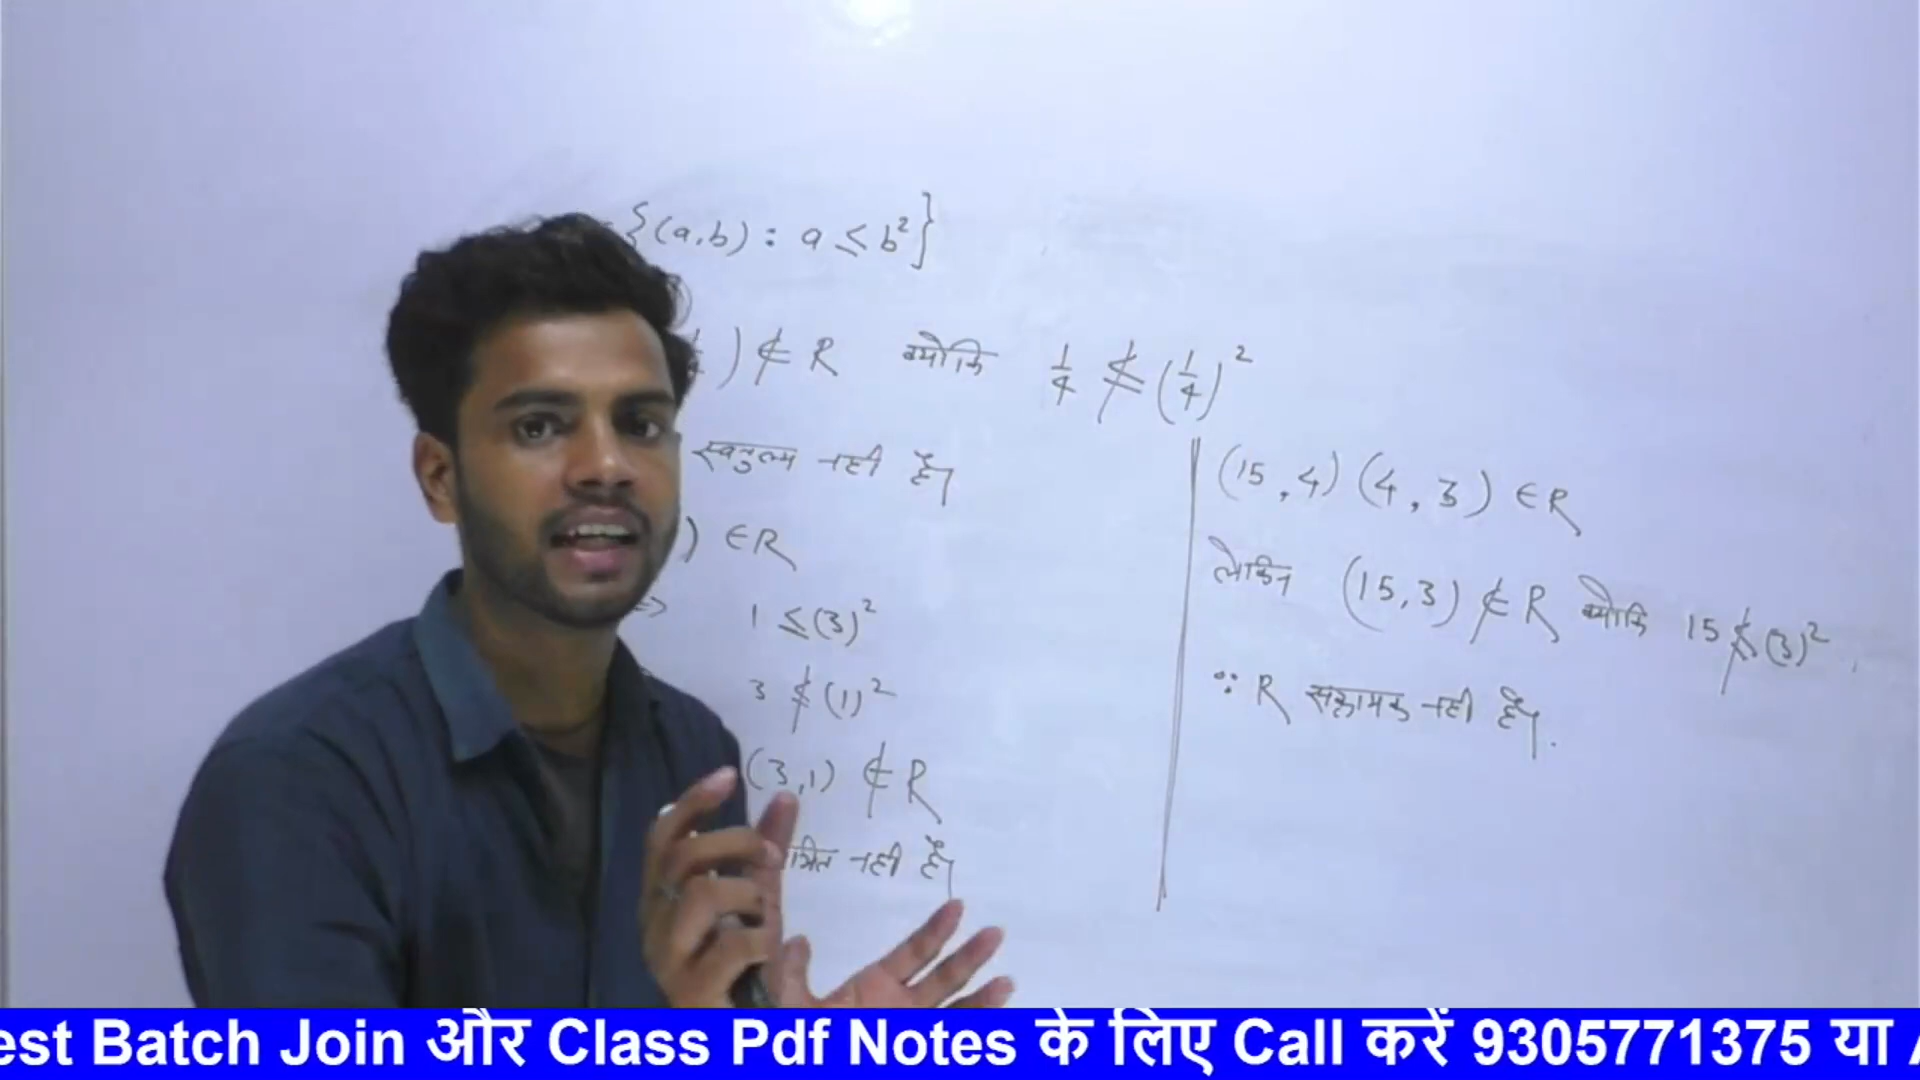 {(a,b) : a ≤ b²}
) ∉ R क्योंकि 1/4 ≰ (1/4)²
स्वतुल्य नही है।
) ∈ R
=> 1 ≤ (3)²
3 ≰ (1)²
(3,1) ∉ R
मित नही है।
(15,4) (4,3) ∈ R
लेकिन (15,3) ∉ R क्योंकि 15 ≰ (3)²
∵ R संक्रामक नही है।
est Batch Join और Class Pdf Notes के लिए Call करें 9305771375 या